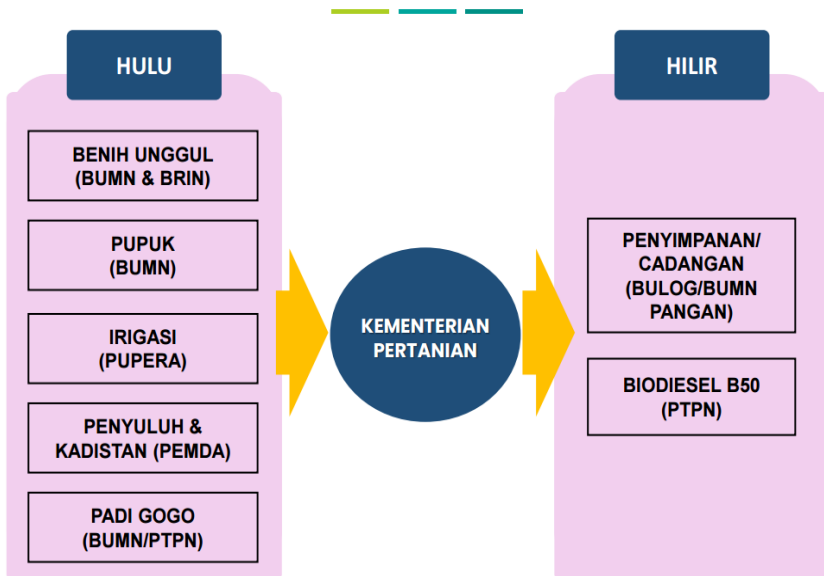 HULU
BENIH UNGGUL
(BUMN & BRIN)
PUPUK
(BUMN)
IRIGASI
(PUPERA)
PENYULUH &
KADISTAN (PEMDA)
PADI GOGO
(BUMN/PTPN)
KEMENTERIAN
PERTANIAN
HILIR
PENYIMPANAN/
CADANGAN
(BULOG/BUMN
PANGAN)
BIODIESEL B50
(PTPN)